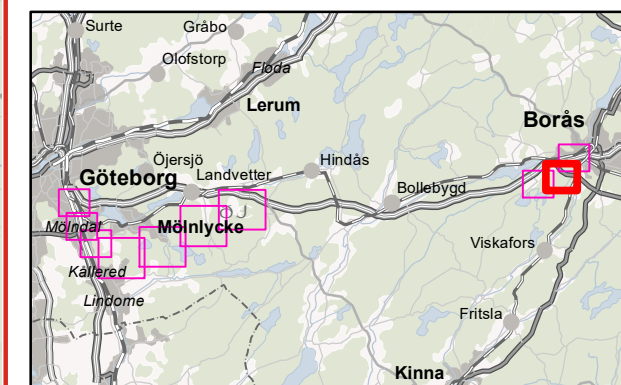 Surte
Gråbo
Olofstorp
Floda
Lerum
Borås
Öjersjö
Hindås
Göteborg
Landvetter
Bollebygd
Mölndal
Mölnlycke
Viskafors
Kållered
Lindome
Fritsla
Kinna